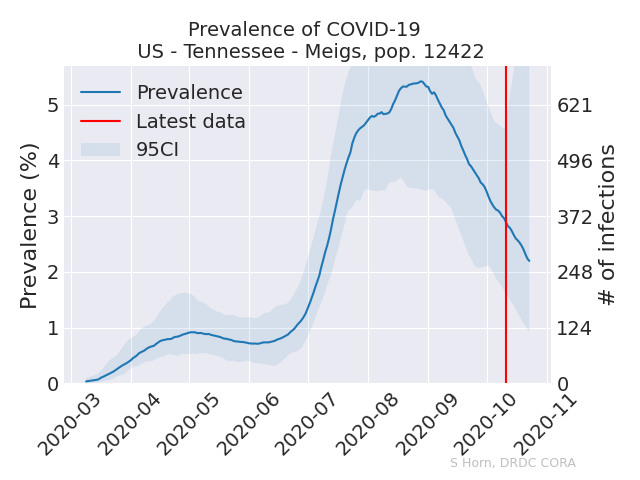 Prevalence of COVID-19
US - Tennessee - Meigs, pop. 12422
Prevalence
Latest data
95CI
Prevalence (%)
5
4
3
2
1
0
621
496
372
248
124
0
# of infections
2020-03
2020-04
2020-05
2020-06
2020-07
2020-08
2020-09
2020-10
2020-11
S Horn, DRDC CORA